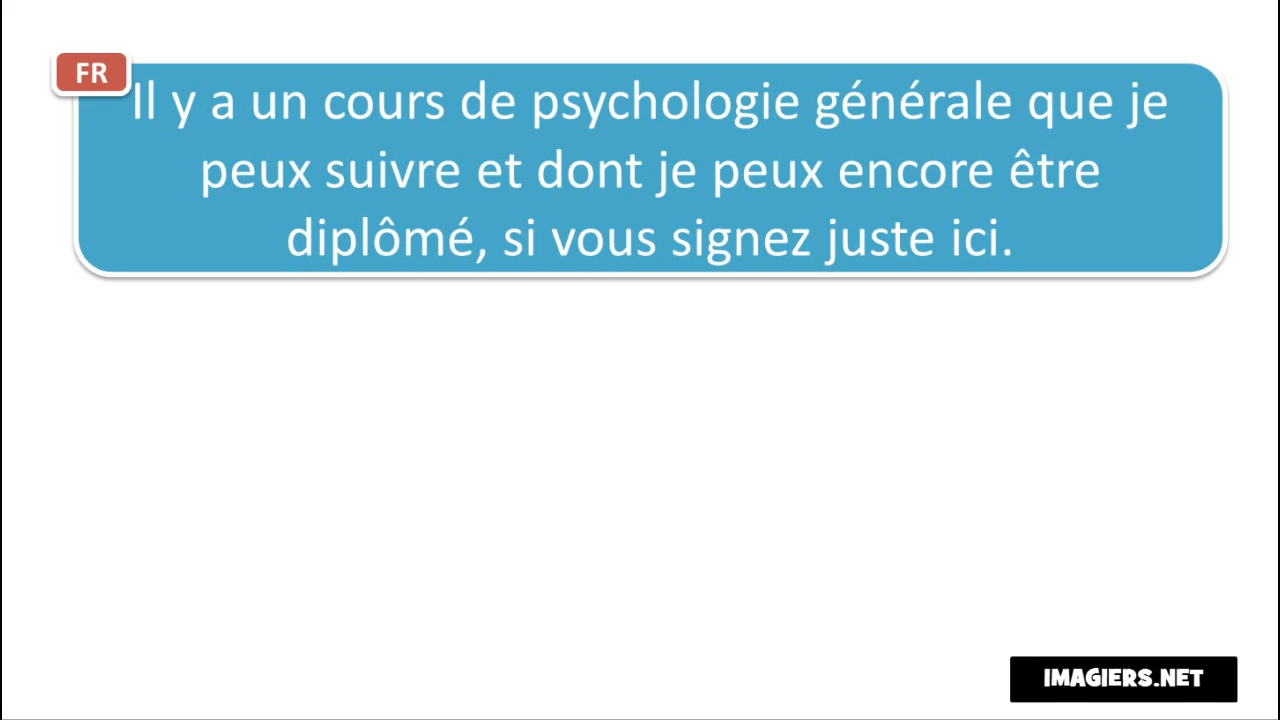 FR
Il y a un cours de psychologie générale que je
peux suivre et dont je peux encore être
diplômé, si vous signez juste ici.
IMAGIERS.NET